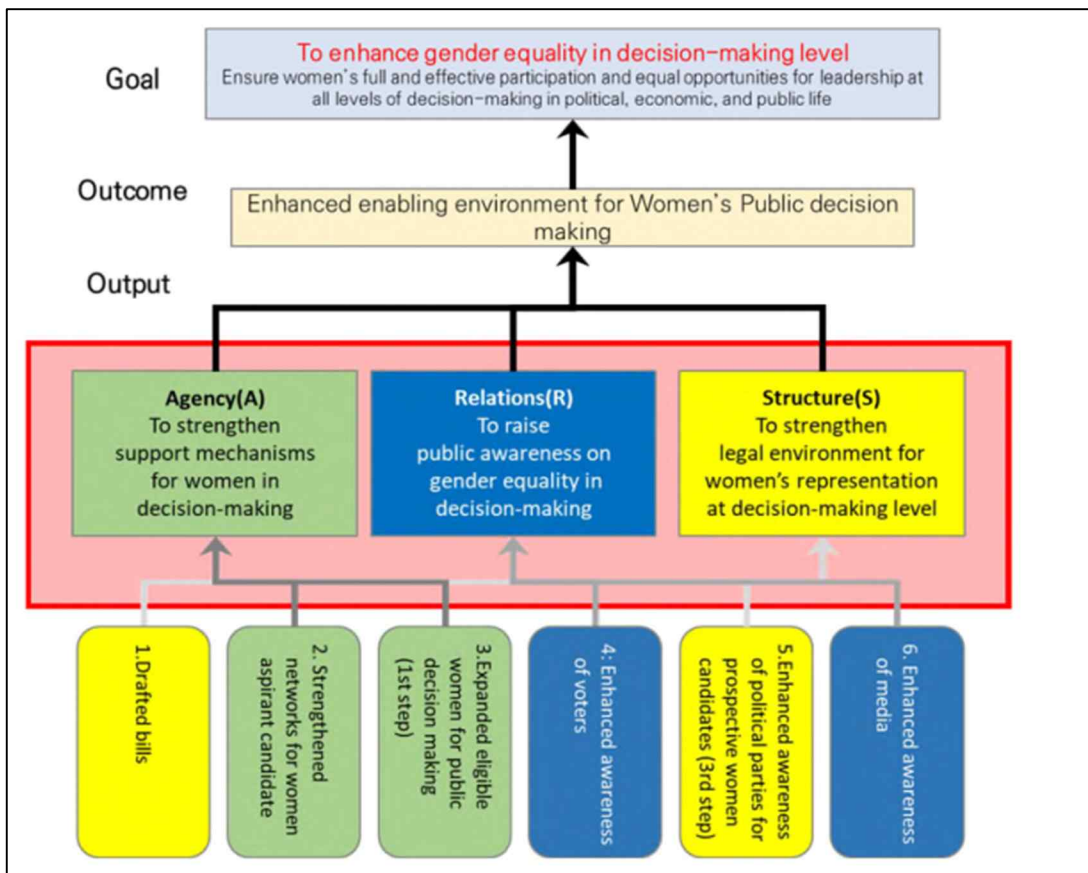 Goal
To enhance gender equality in decision-making level
Ensure women's full and effective participation and equal opportunities for leadership at
all levels of decision-making in political, economic, and public life
Outcome
Enhanced enabling environment for Women's Public decision
making
Output
Agency(A)
To strengthen
support mechanisms
for women in
decision-making
Relations(R)
To raise
public awareness on
gender equality in
decision-making
Structure(S)
To strengthen
legal environment for
women's representation
at decision-making level
1.Drafted bills
2. Strengthened
networks for women
aspirant candidate
3.Expanded eligible
women for public
decision making
(1st step)
4: Enhanced awareness
of voters
5.Enhanced awareness
of political parties for
prospective women
candidates (3rd step)
6. Enhanced awareness
of media